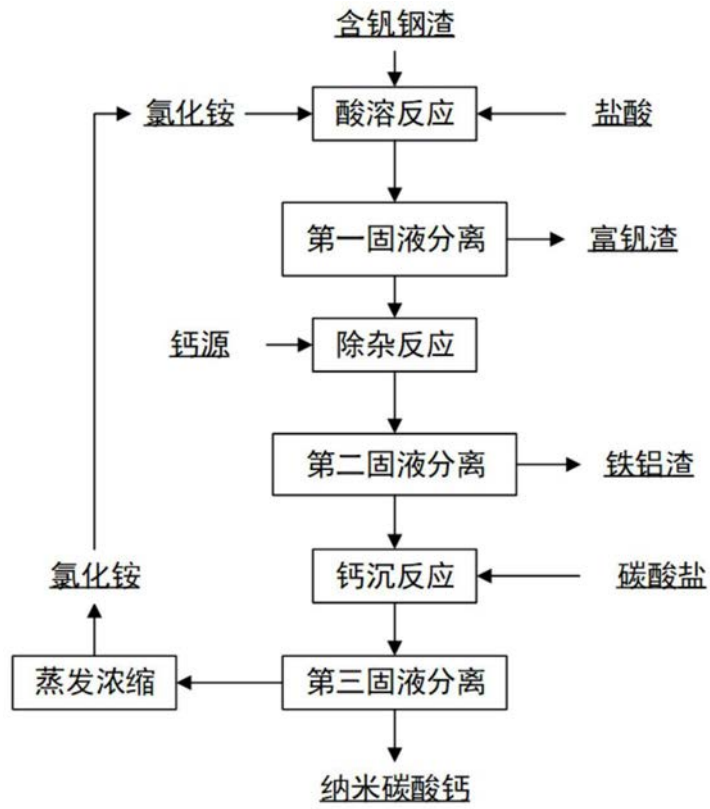 含钒钢渣
氯化铵
酸溶反应
盐酸
第一固液分离
富钒渣
钙源
除杂反应
第二固液分离
铁铝渣
氯化铵
钙沉反应
碳酸盐
蒸发浓缩
第三固液分离
纳米碳酸钙